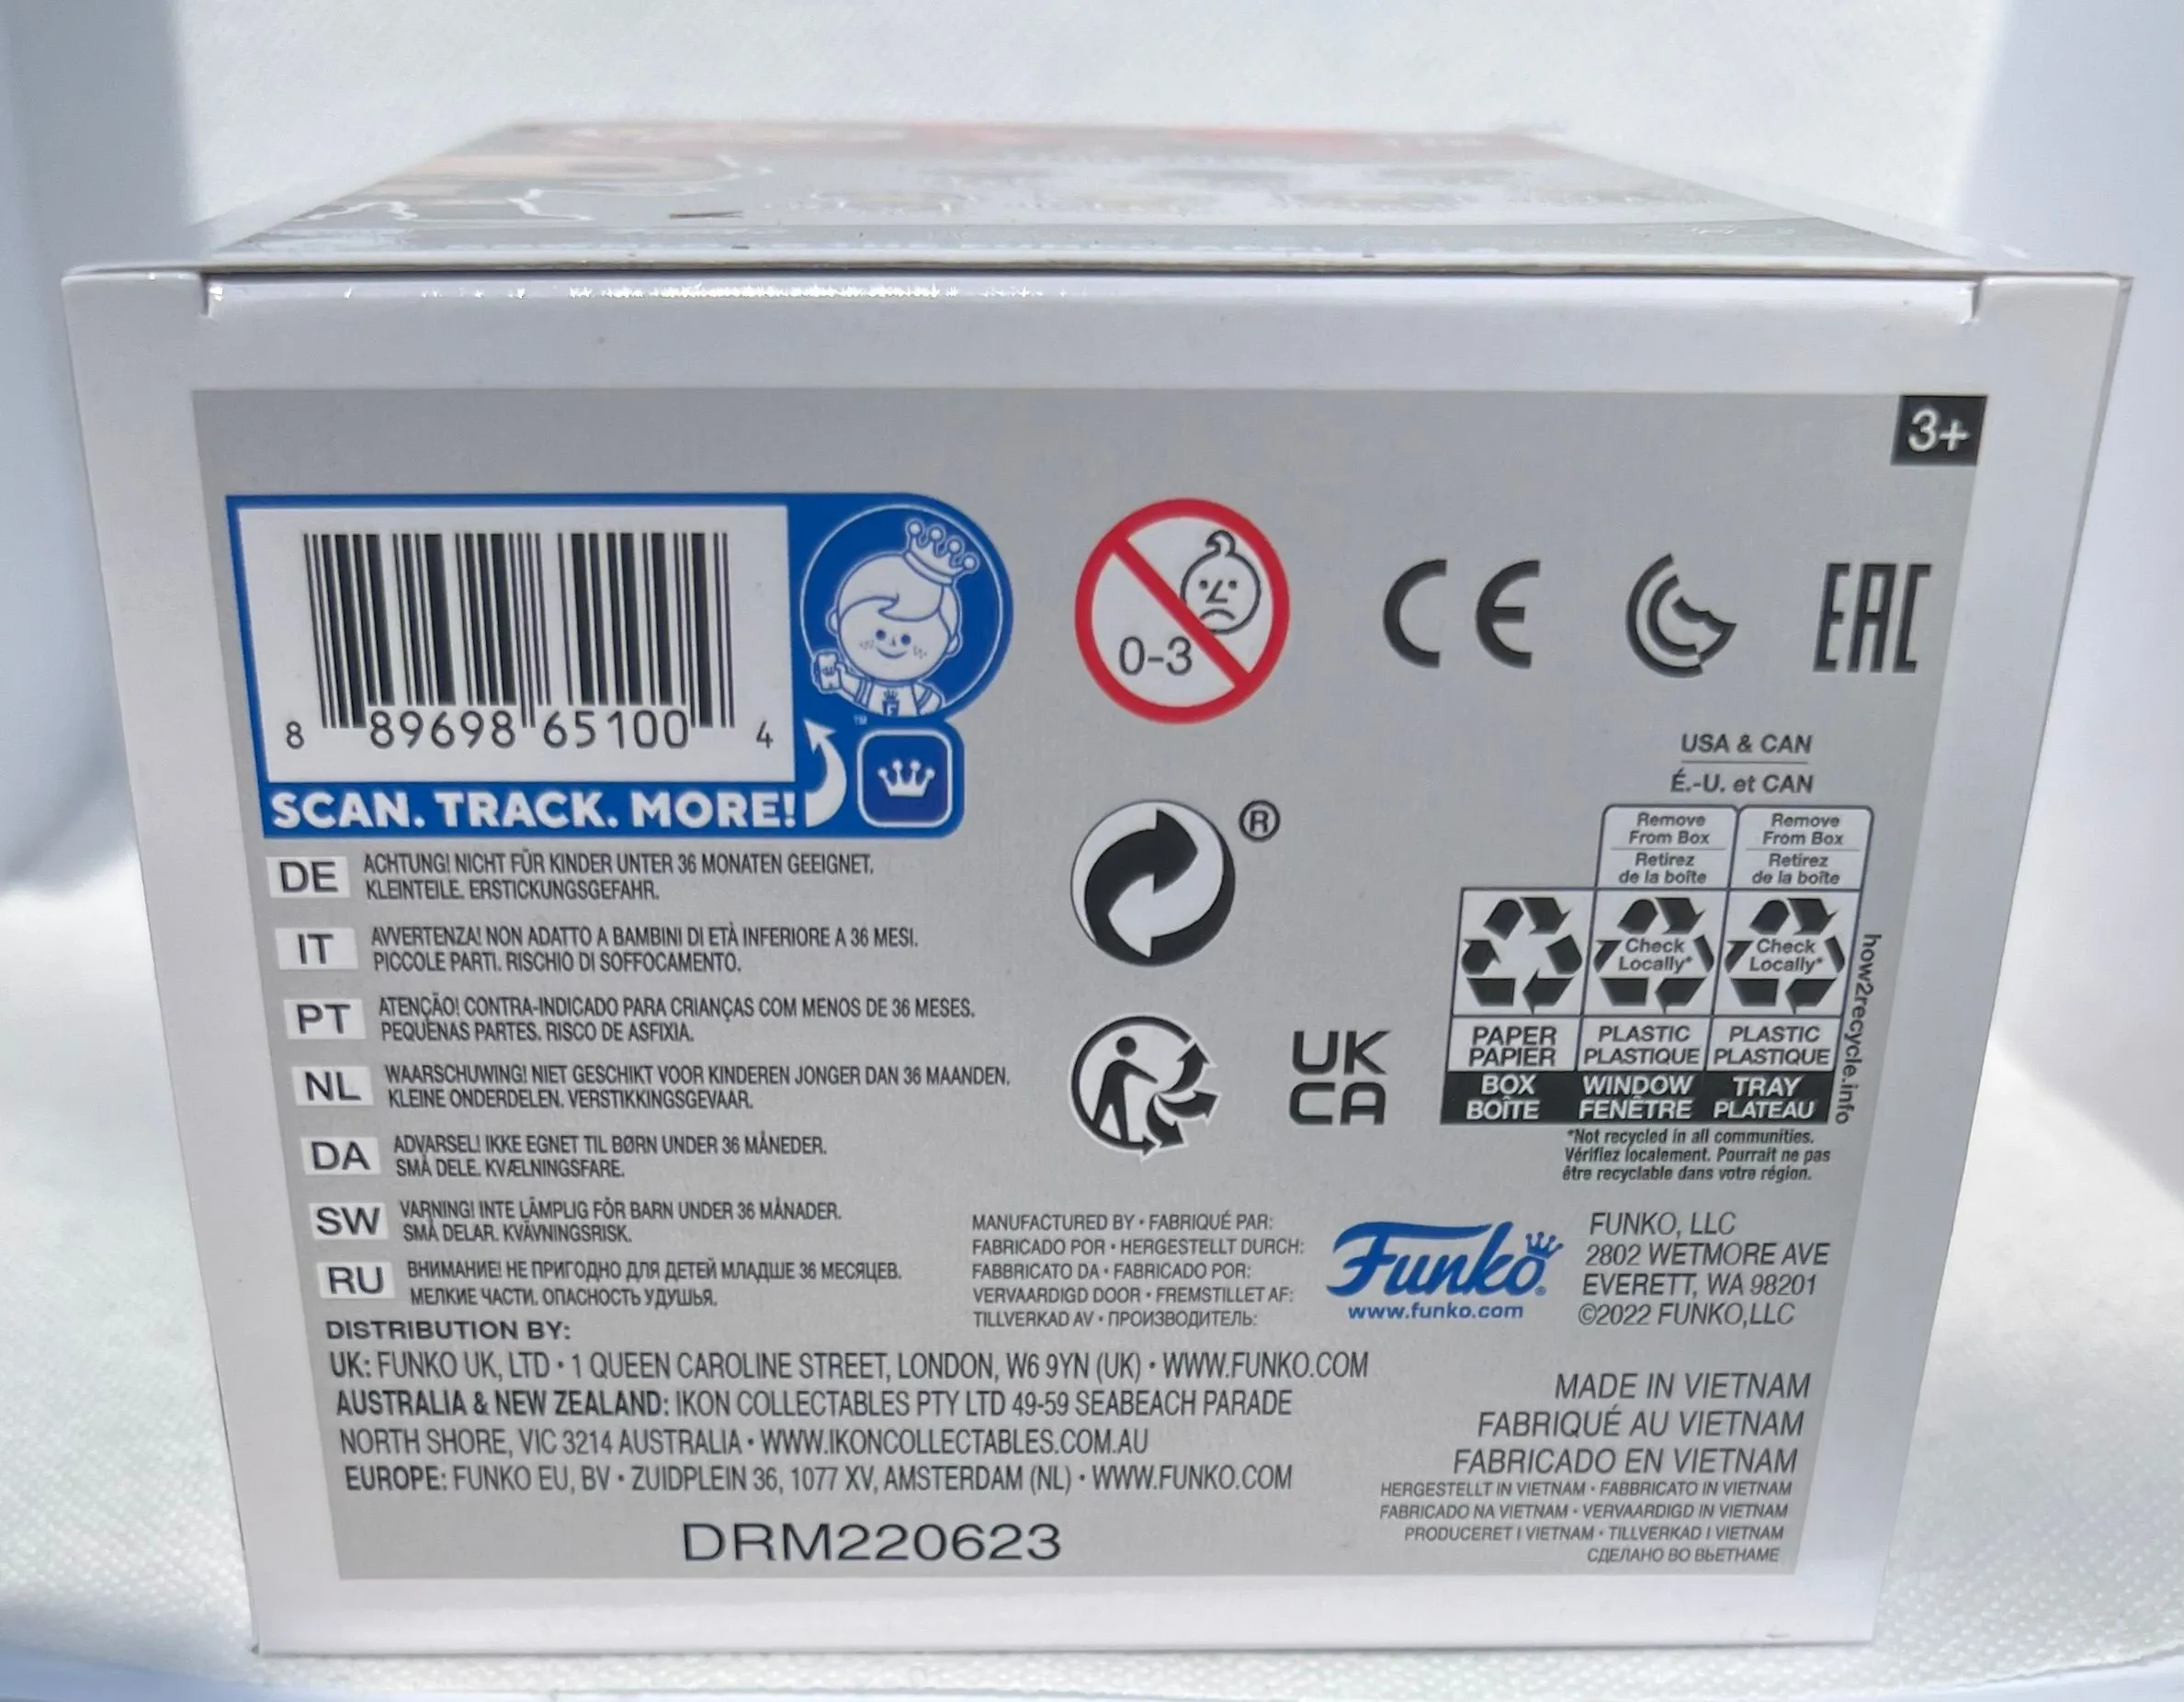 3+
8 89698 65100 4
TM
SCAN. TRACK. MORE!
0-3
CE
EAC
USA & CAN
É.-U. et CAN
Remove From Box
Retirez de la boîte
Remove From Box
Retirez de la boîte
Check Locally*
Check Locally*
PAPER PAPIER
PLASTIC PLASTIQUE
PLASTIC PLASTIQUE
BOX BOÎTE
WINDOW FENÊTRE
TRAY PLATEAU
how2recycle.info
*Not recycled in all communities.
Vérifiez localement. Pourrait ne pas
être recyclable dans votre région.
®
UK
CA
DE ACHTUNG! NICHT FÜR KINDER UNTER 36 MONATEN GEEIGNET.
KLEINTEILE. ERSTICKUNGSGEFAHR.
IT AVVERTENZA! NON ADATTO A BAMBINI DI ETÀ INFERIORE A 36 MESI.
PICCOLE PARTI. RISCHIO DI SOFFOCAMENTO.
PT ATENÇÃO! CONTRA-INDICADO PARA CRIANÇAS COM MENOS DE 36 MESES.
PEQUENAS PARTES. RISCO DE ASFIXIA.
NL WAARSCHUWING! NIET GESCHIKT VOOR KINDEREN JONGER DAN 36 MAANDEN.
KLEINE ONDERDELEN. VERSTIKKINGSGEVAAR.
DA ADVARSEL! IKKE EGNET TIL BØRN UNDER 36 MÅNEDER.
SMÅ DELE. KVÆLNINGSFARE.
SW VARNING! INTE LÄMPLIG FÖR BARN UNDER 36 MÅNADER.
SMÅ DELAR. KVÄVNINGSRISK.
RU ВНИМАНИЕ! НЕ ПРИГОДНО ДЛЯ ДЕТЕЙ МЛАДШЕ 36 МЕСЯЦЕВ.
МЕЛКИЕ ЧАСТИ. ОПАСНОСТЬ УДУШЬЯ.
MANUFACTURED BY • FABRIQUÉ PAR:
FABRICADO POR • HERGESTELLT DURCH:
FABBRICATO DA • FABRICADO POR:
VERVAARDIGD DOOR • FREMSTILLET AF:
TILLVERKAD AV • ПРОИЗВОДИТЕЛЬ:
Funko®
www.funko.com
FUNKO, LLC
2802 WETMORE AVE
EVERETT, WA 98201
©2022 FUNKO,LLC
DISTRIBUTION BY:
UK: FUNKO UK, LTD • 1 QUEEN CAROLINE STREET, LONDON, W6 9YN (UK) • WWW.FUNKO.COM
AUSTRALIA & NEW ZEALAND: IKON COLLECTABLES PTY LTD 49-59 SEABEACH PARADE
NORTH SHORE, VIC 3214 AUSTRALIA • WWW.IKONCOLLECTABLES.COM.AU
EUROPE: FUNKO EU, BV • ZUIDPLEIN 36, 1077 XV, AMSTERDAM (NL) • WWW.FUNKO.COM
MADE IN VIETNAM
FABRIQUÉ AU VIETNAM
FABRICADO EN VIETNAM
HERGESTELLT IN VIETNAM • FABBRICATO IN VIETNAM
FABRICADO NA VIETNAM • VERVAARDIGD IN VIETNAM
PRODUCERET I VIETNAM • TILLVERKAD I VIETNAM
СДЕЛАНО ВО ВЬЕТНАМЕ
DRM220623